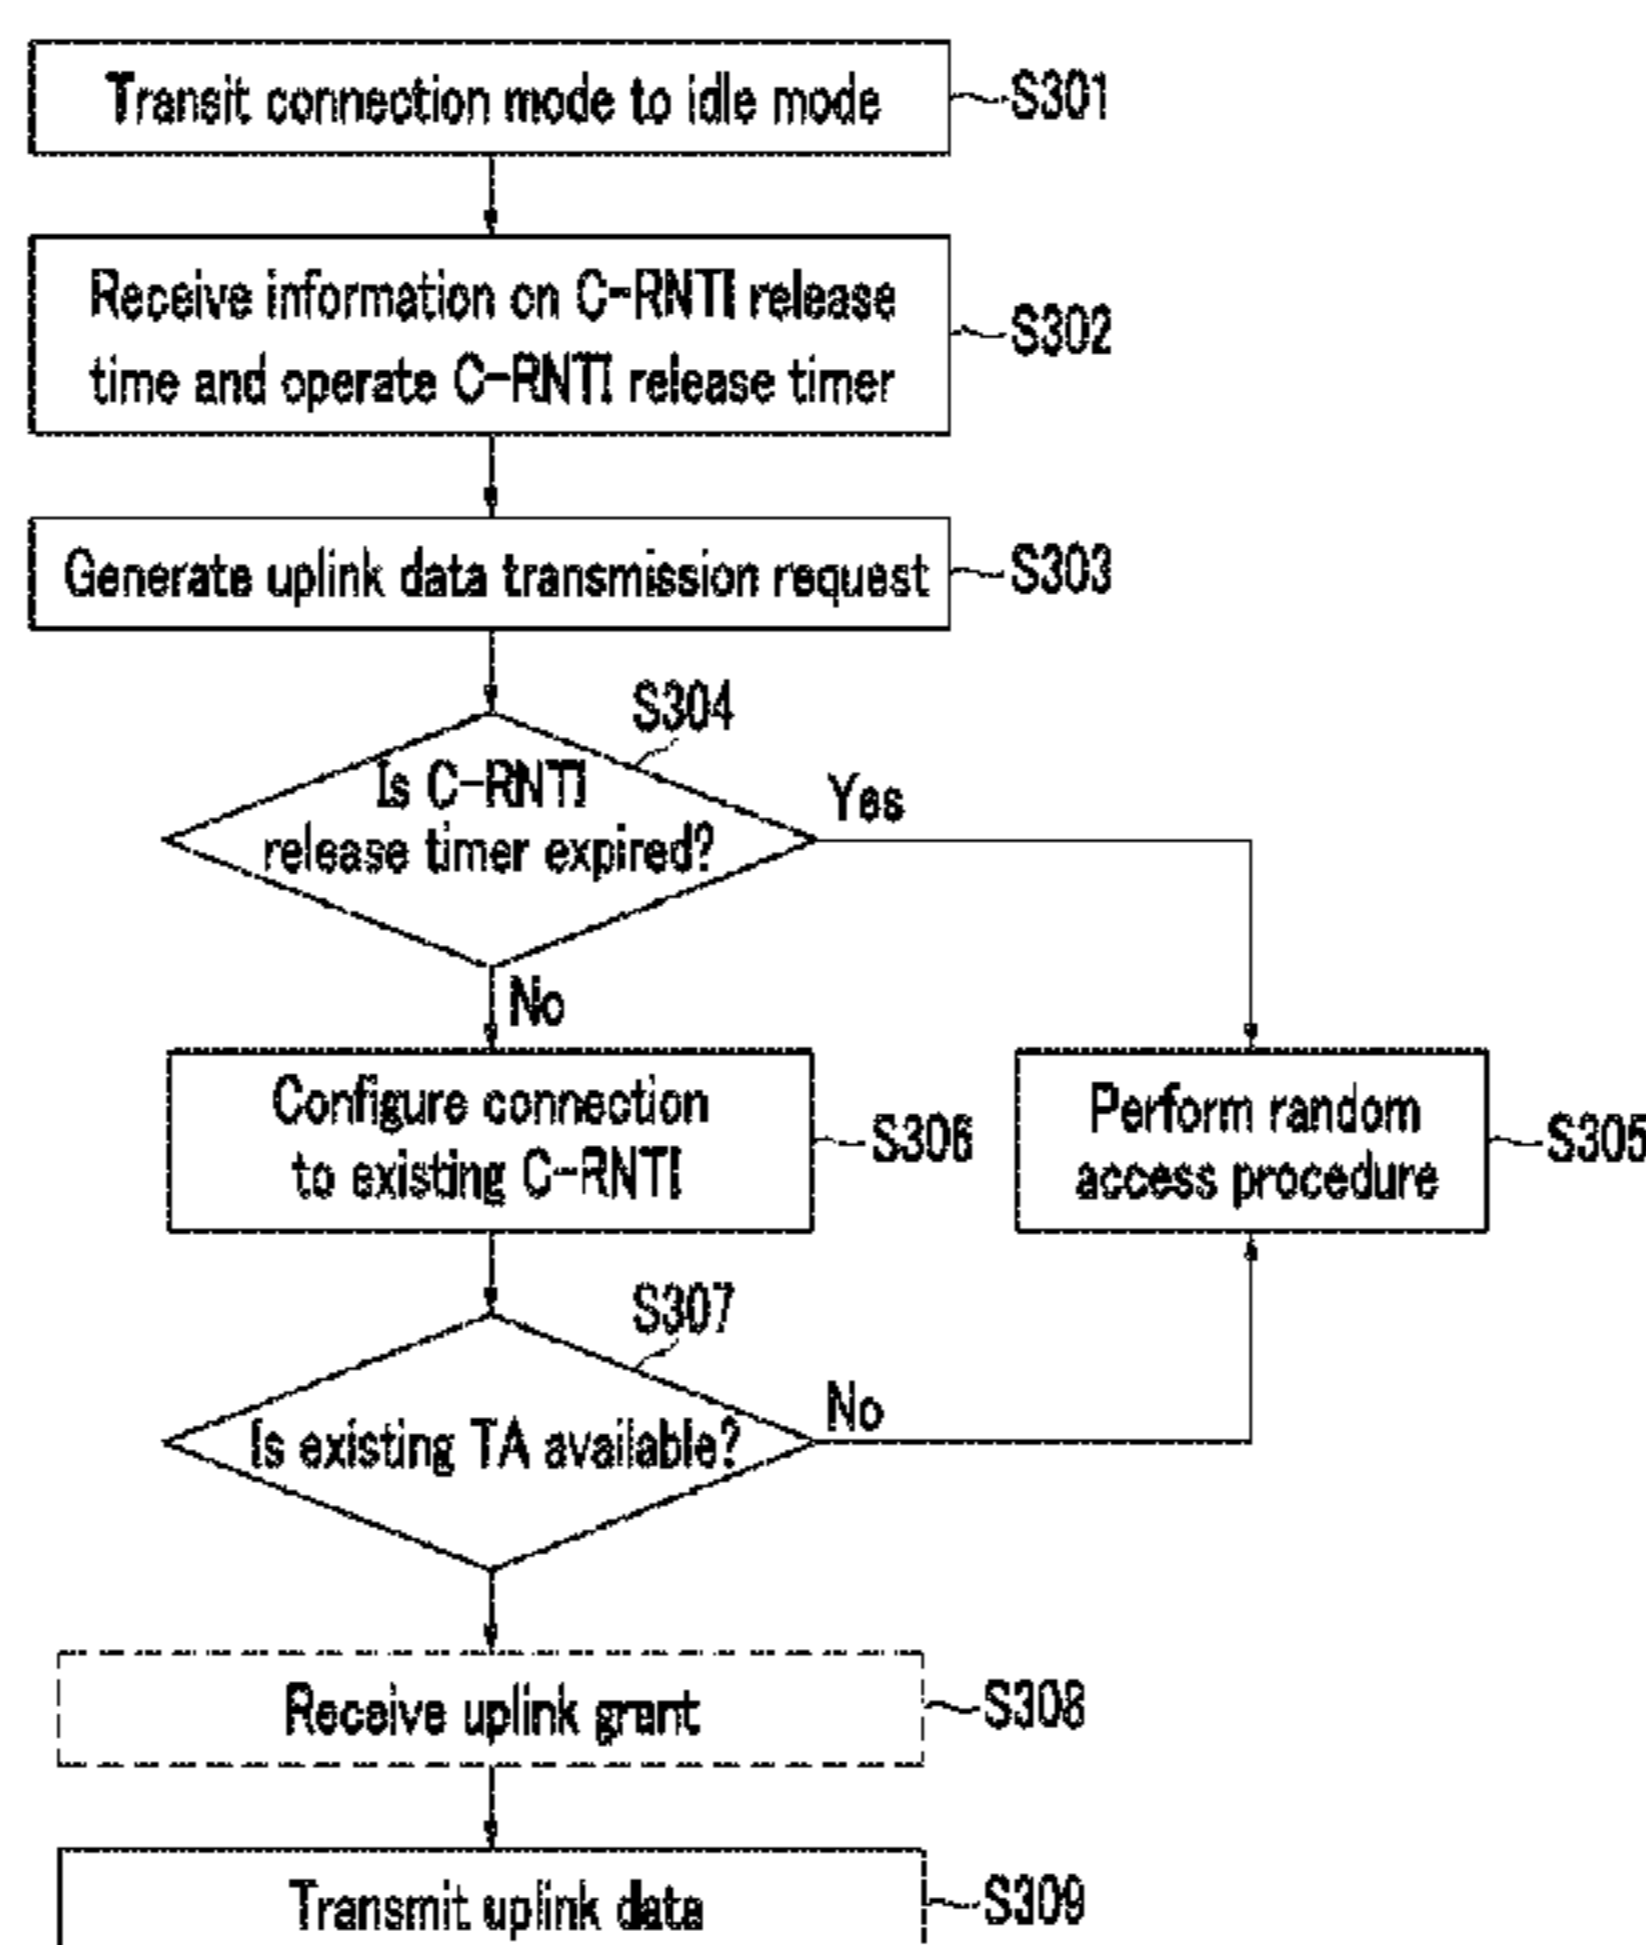 Transit connection mode to idle mode
S301
Receive information on C-RNTI release
time and operate C-RNTI release timer
S302
Generate uplink data transmission request
S303
S304
Is C-RNTI
release timer expired?
Yes
No
Configure connection
to existing C-RNTI
S306
Perform random
access procedure
S305
S307
Is existing TA available?
No
Receive uplink grant
S308
Transmit uplink data
S309